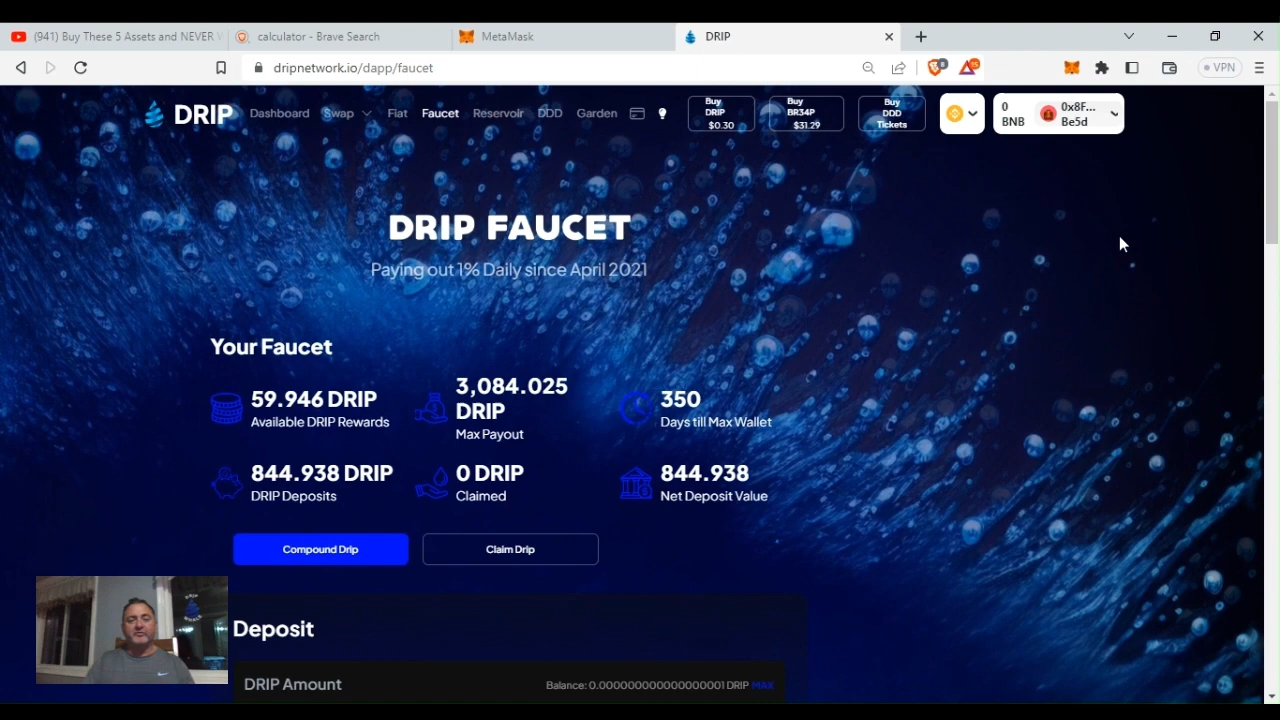 (941) Buy These 5 Assets and NEVER
calculator - Brave Search
MetaMask
DRIP
dripnetwork.io/dapp/faucet
8
15
VPN
DRIP
Dashboard
Swap
Fiat
Faucet
Reservoir
DDD
Garden
Buy
DRIP
$0.30
Buy
BR34P
$31.29
Buy
DDD
Tickets
0
BNB
0x8F...
Be5d
DRIP FAUCET
Paying out 1% Daily since April 2021
Your Faucet
59.946 DRIP
Available DRIP Rewards
3,084.025
DRIP
Max Payout
350
Days till Max Wallet
844.938 DRIP
DRIP Deposits
0 DRIP
Claimed
844.938
Net Deposit Value
Compound Drip
Claim Drip
Deposit
DRIP Amount
Balance: 0.000000000000000001 DRIP MAX